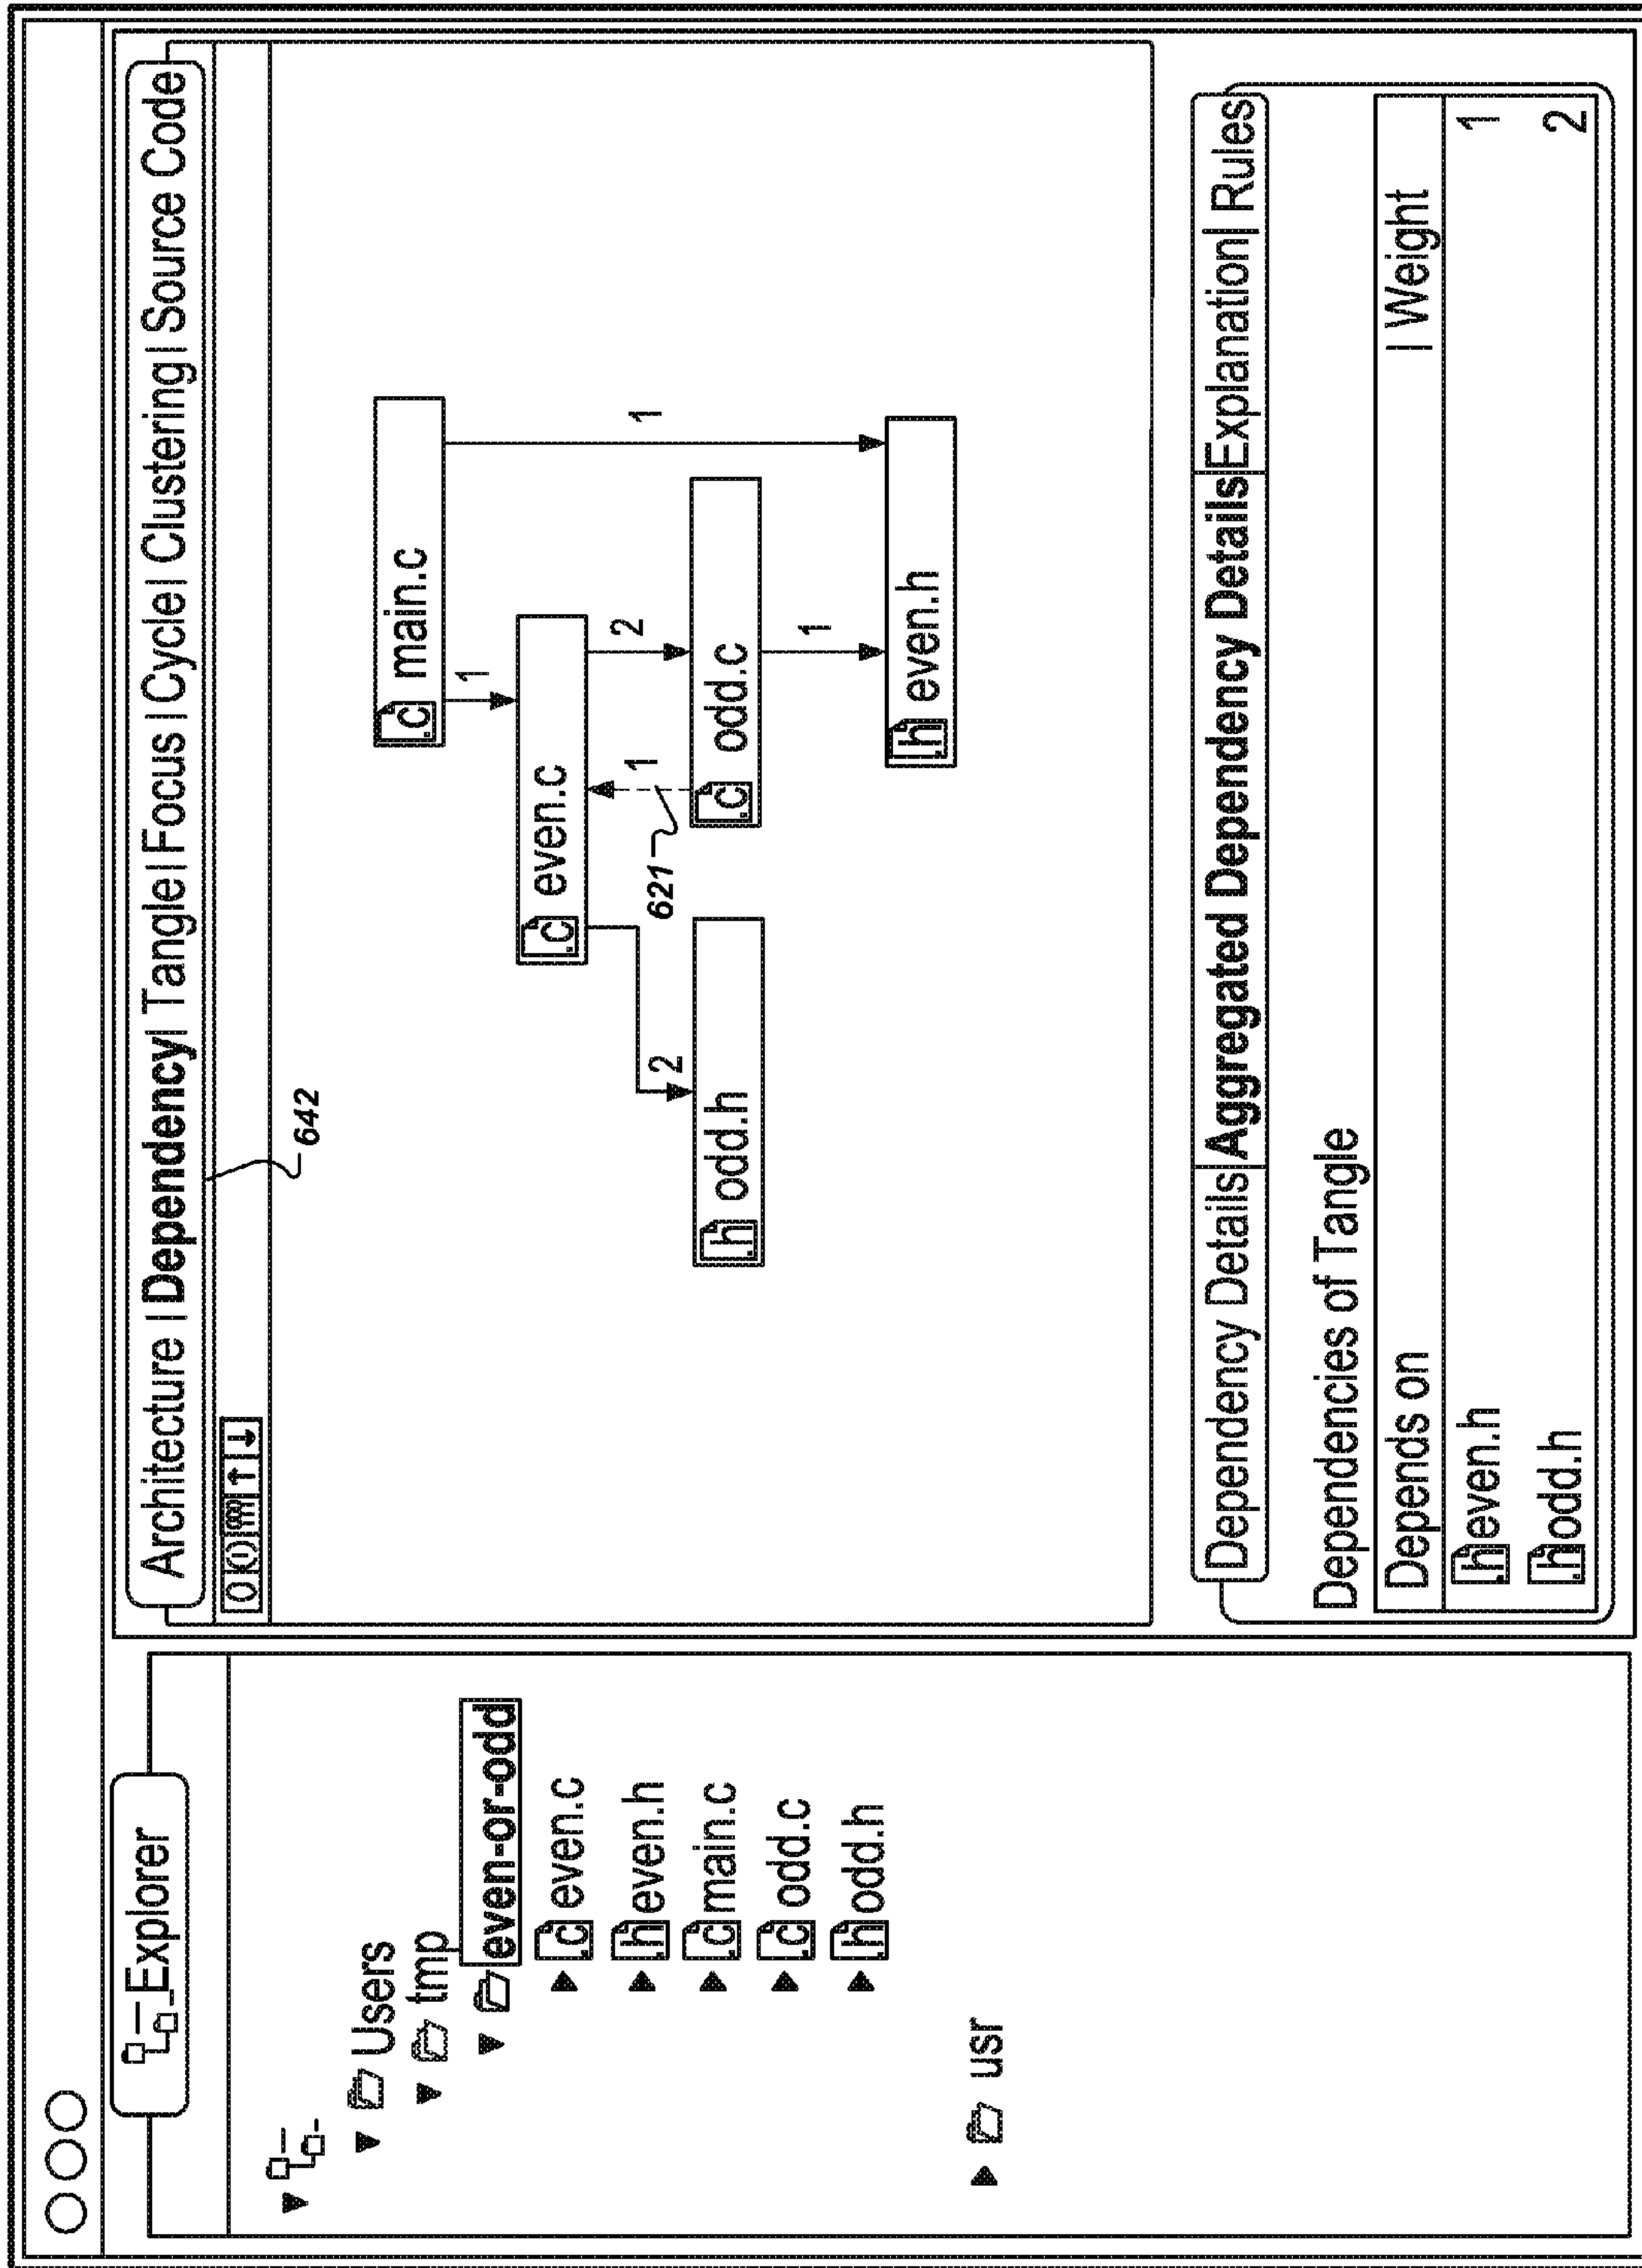 Explorer
Users
tmp
even-or-odd
.c even.c
.h even.h
.c main.c
.c odd.c
.h odd.h
usr
Architecture | Dependency | Tangle | Focus | Cycle | Clustering | Source Code
642
.c main.c
1
.c even.c
1
2
1
2
621
.h odd.h
.c odd.c
1
.h even.h
Dependency Details | Aggregated Dependency Details | Explanation | Rules
Dependencies of Tangle
Depends on | Weight
.h even.h 1
.h odd.h 2